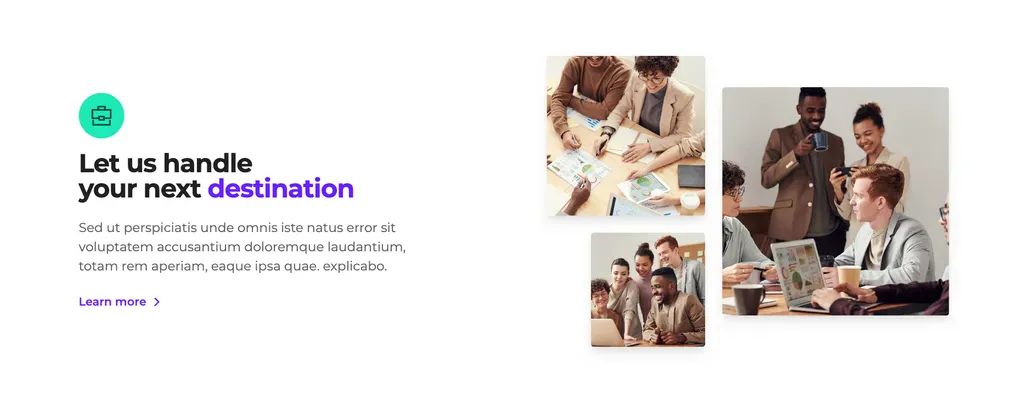 Let us handle
your next destination
Sed ut perspiciatis unde omnis iste natus error sit
voluptatem accusantium doloremque laudantium,
totam rem aperiam, eaque ipsa quae. explicabo.
Learn more